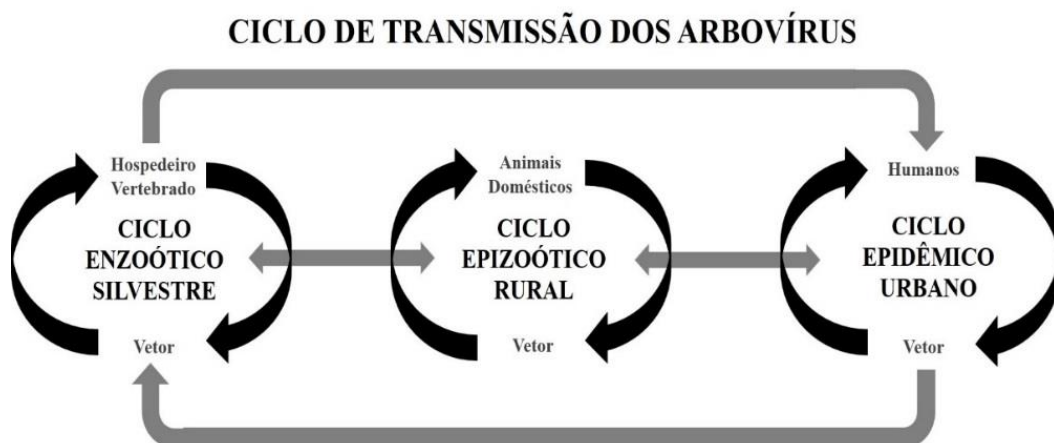 CICLO DE TRANSMISSÃO DOS ARBOVÍRUS
Hospedeiro
Vertebrado
CICLO
ENZOÓTICO
SILVESTRE
Vetor
Animais
Domésticos
CICLO
EPIZOÓTICO
RURAL
Vetor
Humanos
CICLO
EPIDÊMICO
URBANO
Vetor